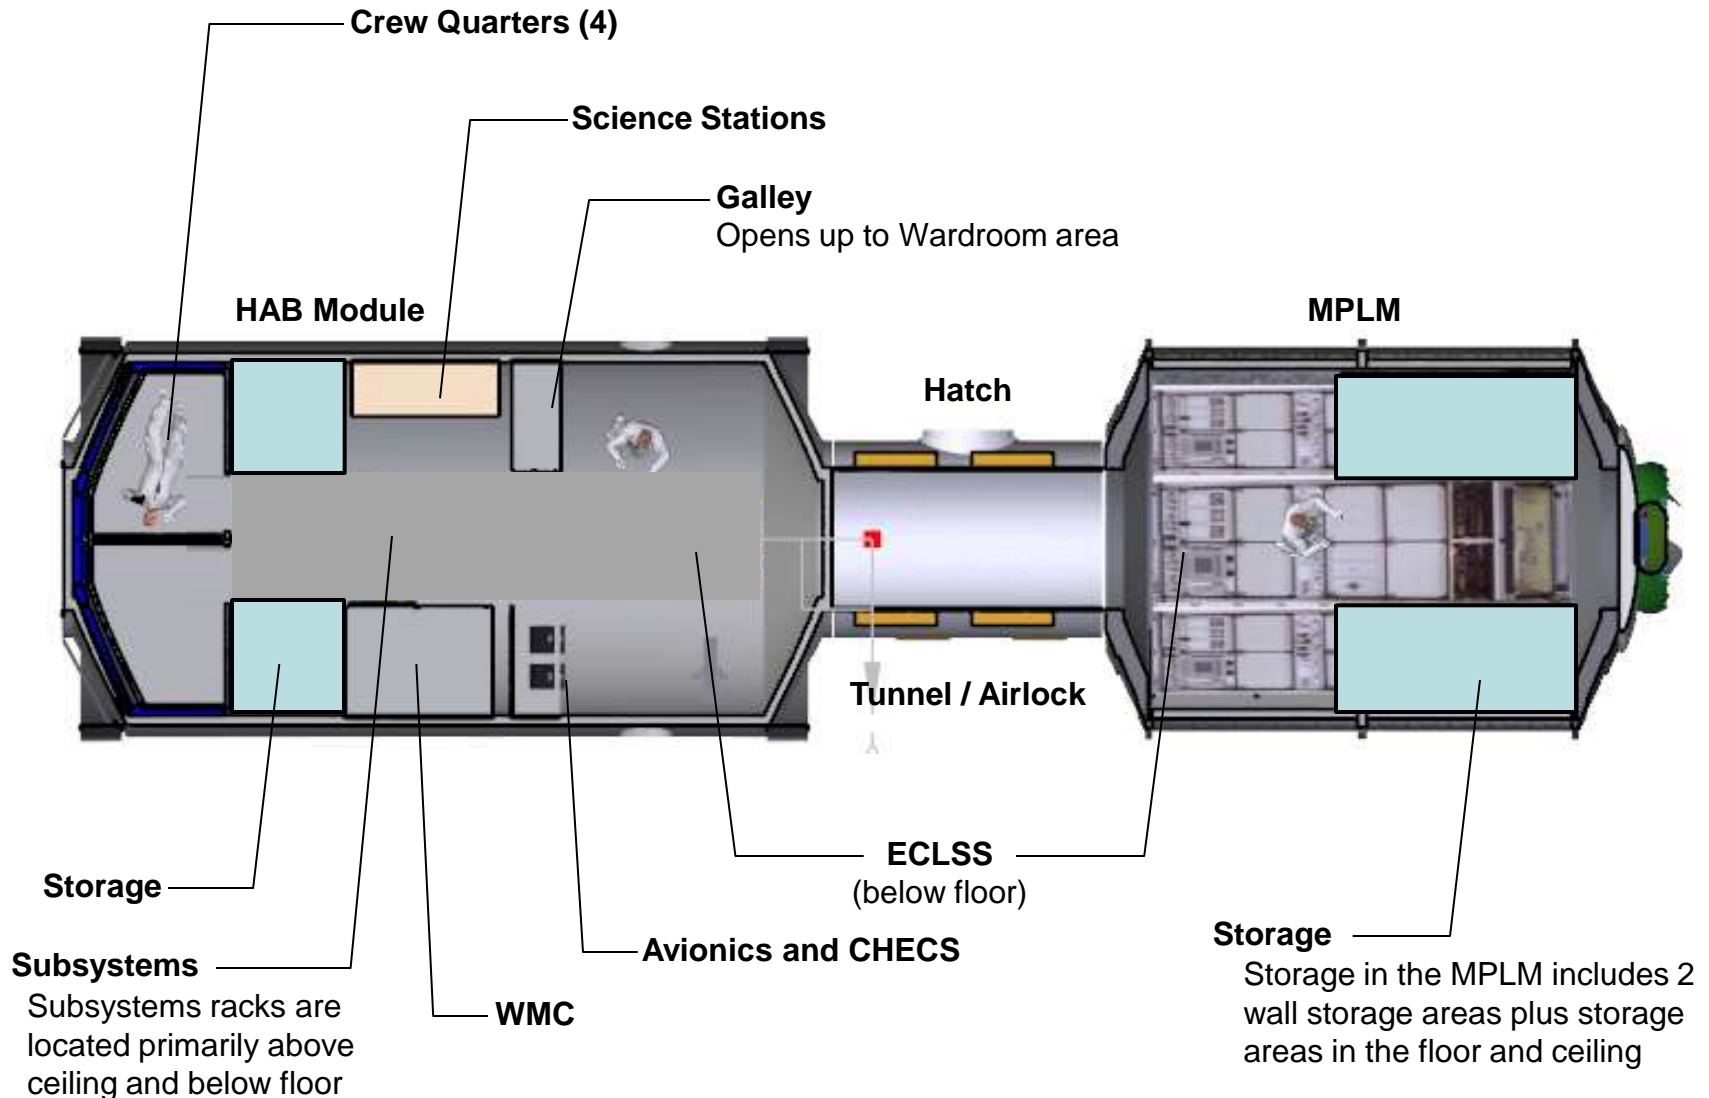 Crew Quarters (4)
Science Stations
Galley
Opens up to Wardroom area
HAB Module
MPLM
Hatch
Tunnel / Airlock
ECLSS
(below floor)
Storage
Avionics and CHECS
Storage
Storage in the MPLM includes 2
wall storage areas plus storage
areas in the floor and ceiling
Subsystems
Subsystems racks are
located primarily above
ceiling and below floor
WMC